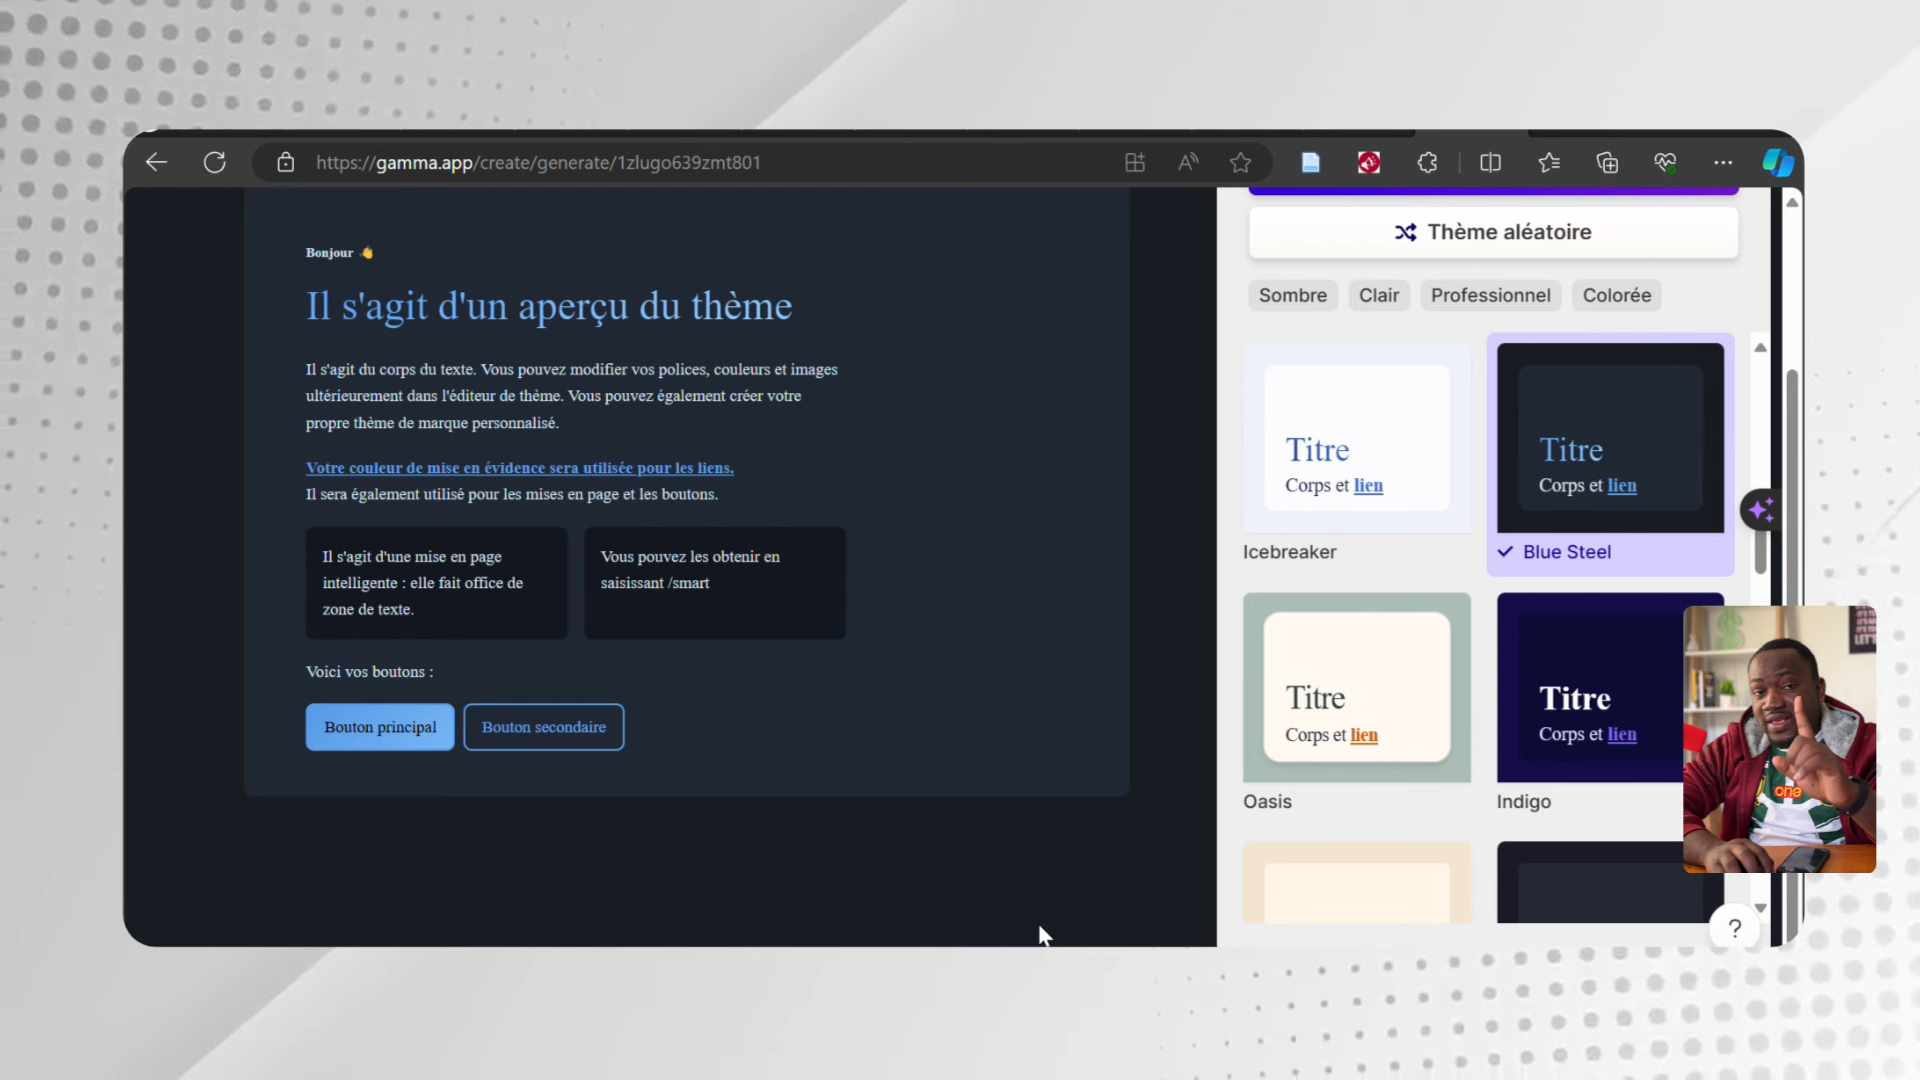 https://gamma.app/create/generate/1zlugo639zmt801
Bonjour 👋
Il s'agit d'un aperçu du thème
Il s'agit du corps du texte. Vous pouvez modifier vos polices, couleurs et images
ultérieurement dans l'éditeur de thème. Vous pouvez également créer votre
propre thème de marque personnalisé.
Votre couleur de mise en évidence sera utilisée pour les liens.
Il sera également utilisé pour les mises en page et les boutons.
Il s'agit d'une mise en page
intelligente : elle fait office de
zone de texte.
Vous pouvez les obtenir en
saisissant /smart
Voici vos boutons :
Bouton principal
Bouton secondaire
Thème aléatoire
Sombre
Clair
Professionnel
Colorée
Titre
Corps et lien
Icebreaker
Titre
Corps et lien
Blue Steel
Titre
Corps et lien
Oasis
Titre
Corps et lien
Indigo
one
?